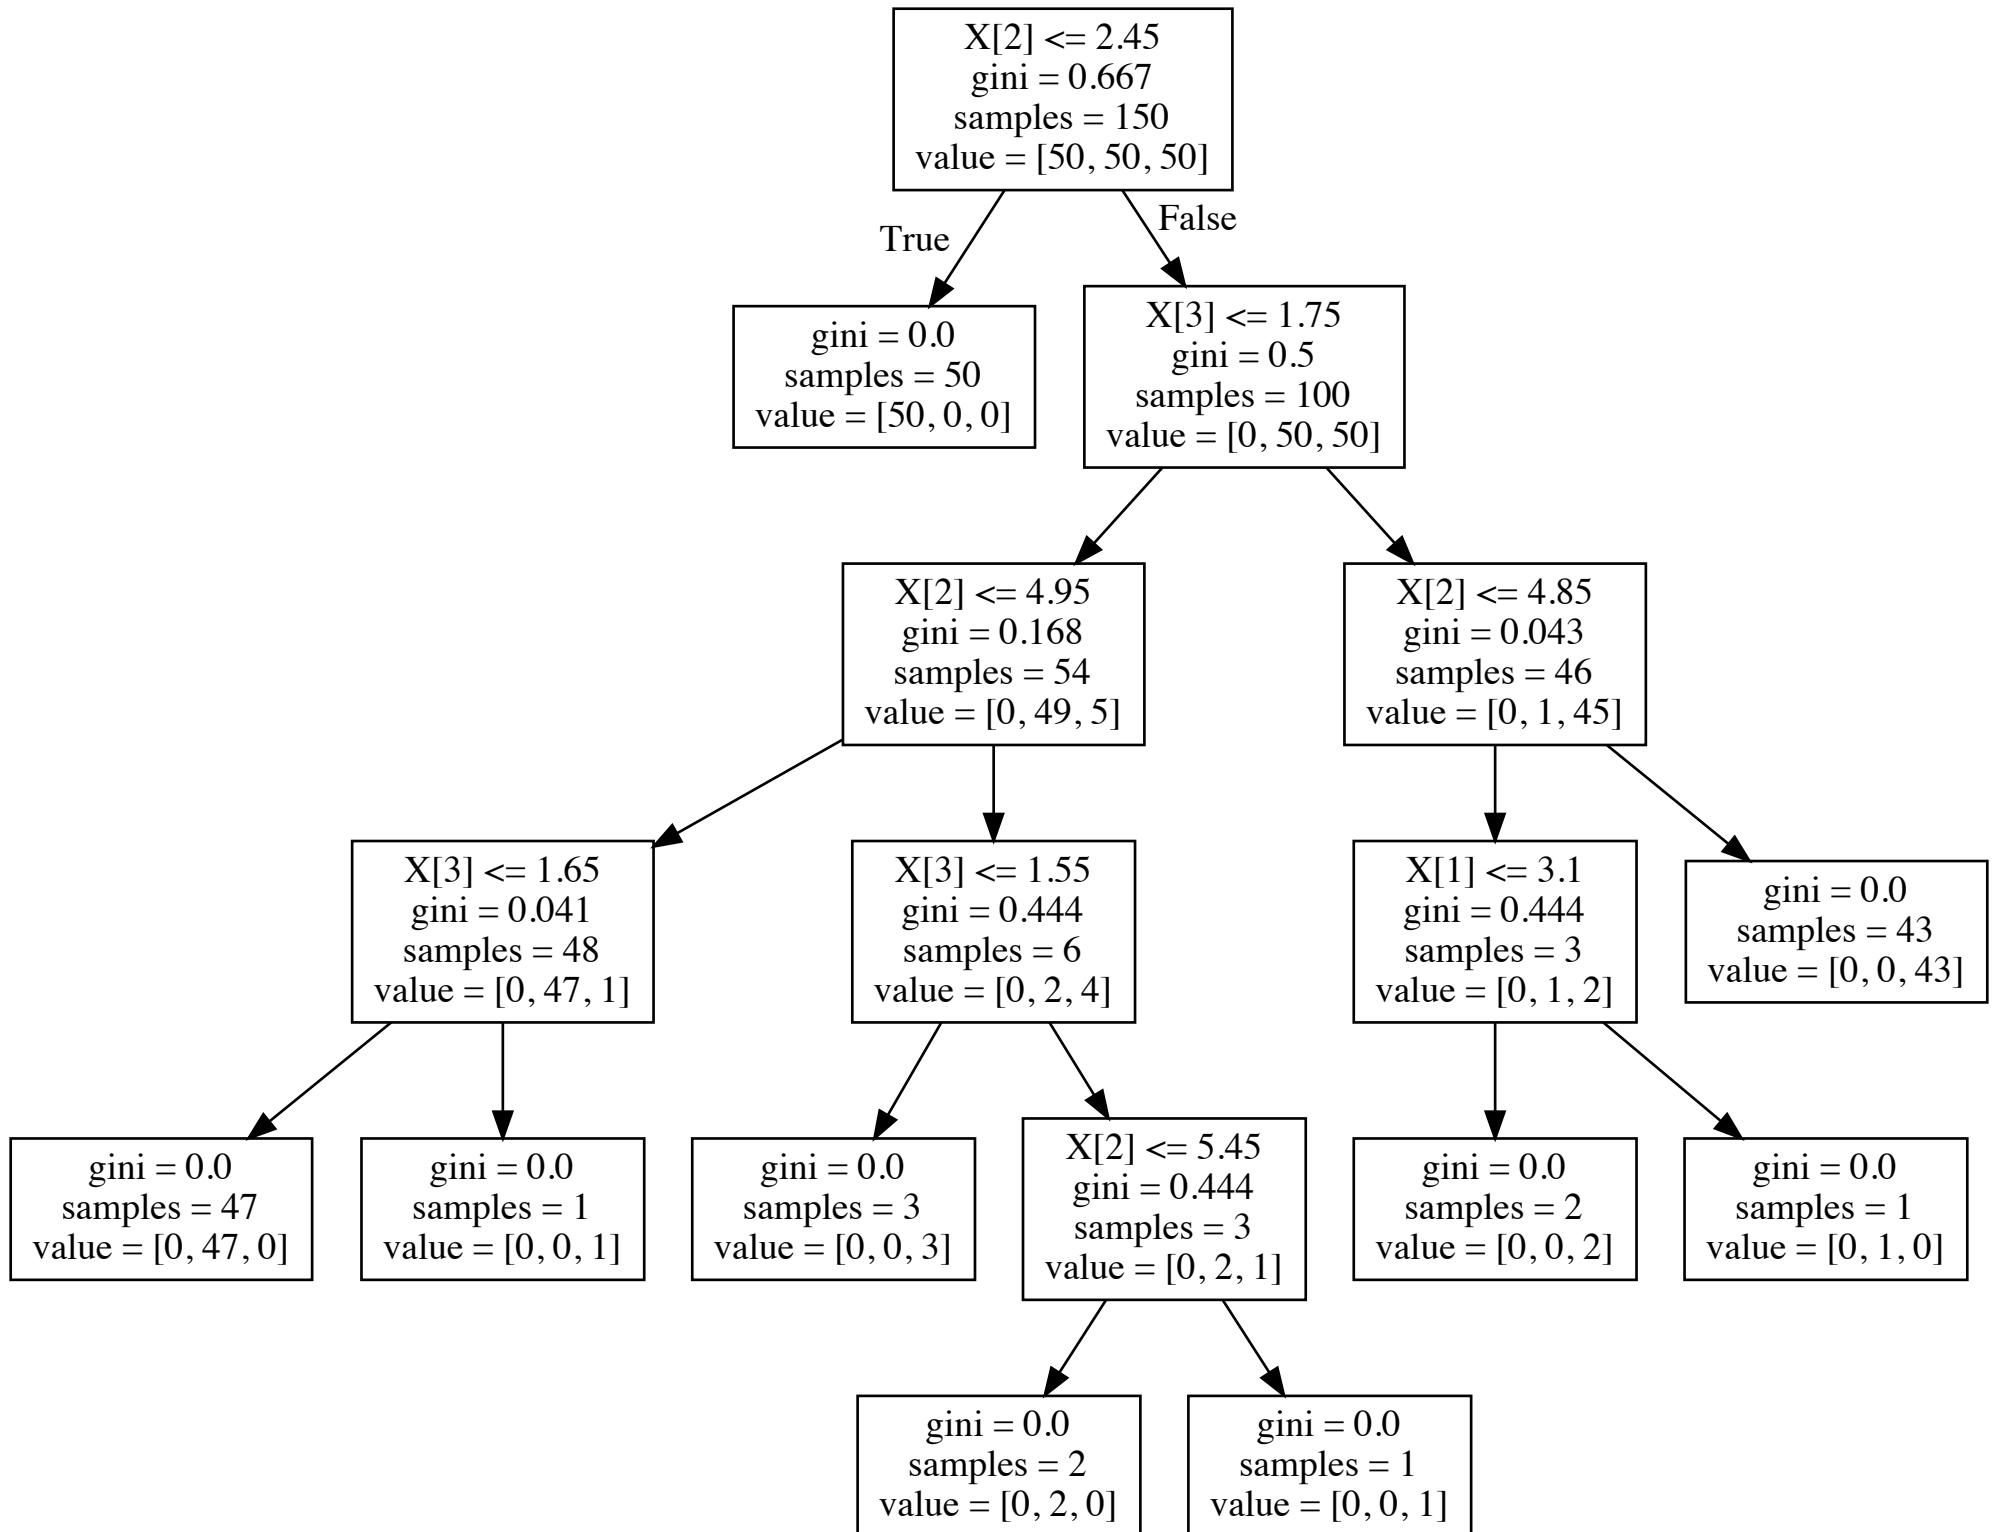 X[2] <= 2.45
gini = 0.667
samples = 150
value = [50, 50, 50]
True
False
gini = 0.0
samples = 50
value = [50, 0, 0]
X[3] <= 1.75
gini = 0.5
samples = 100
value = [0, 50, 50]
X[2] <= 4.95
gini = 0.168
samples = 54
value = [0, 49, 5]
X[2] <= 4.85
gini = 0.043
samples = 46
value = [0, 1, 45]
X[3] <= 1.65
gini = 0.041
samples = 48
value = [0, 47, 1]
X[3] <= 1.55
gini = 0.444
samples = 6
value = [0, 2, 4]
X[1] <= 3.1
gini = 0.444
samples = 3
value = [0, 1, 2]
gini = 0.0
samples = 43
value = [0, 0, 43]
gini = 0.0
samples = 47
value = [0, 47, 0]
gini = 0.0
samples = 1
value = [0, 0, 1]
gini = 0.0
samples = 3
value = [0, 0, 3]
X[2] <= 5.45
gini = 0.444
samples = 3
value = [0, 2, 1]
gini = 0.0
samples = 2
value = [0, 0, 2]
gini = 0.0
samples = 1
value = [0, 1, 0]
gini = 0.0
samples = 2
value = [0, 2, 0]
gini = 0.0
samples = 1
value = [0, 0, 1]